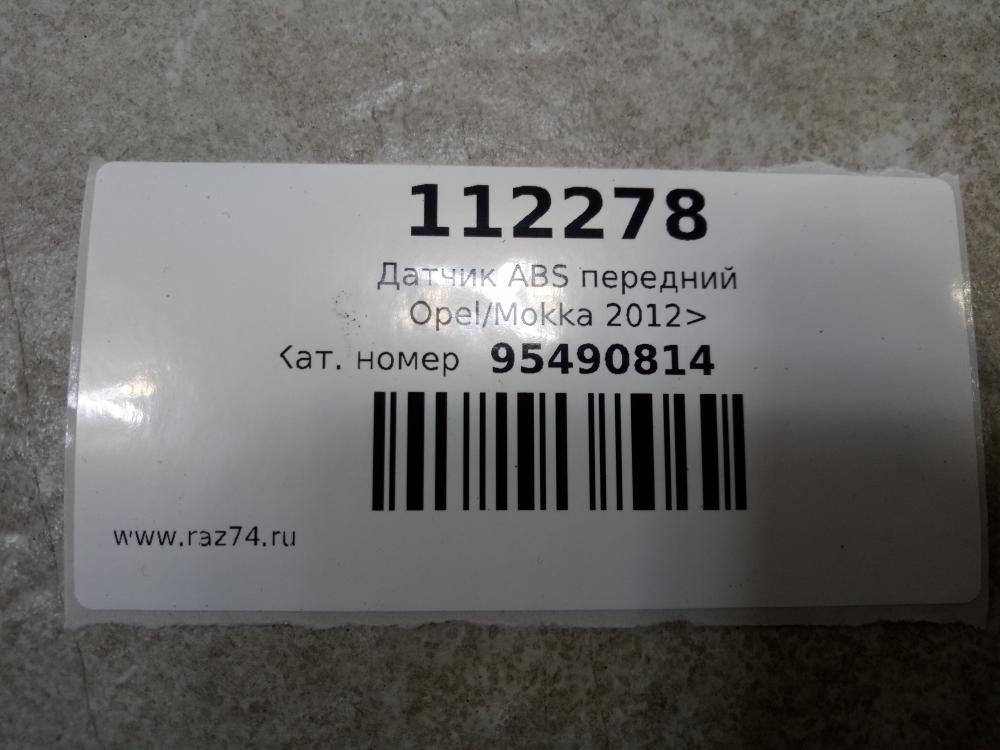 112278
Датчик ABS передний
Opel/Mokka 2012>
Кат. номер 95490814
www.raz74.ru